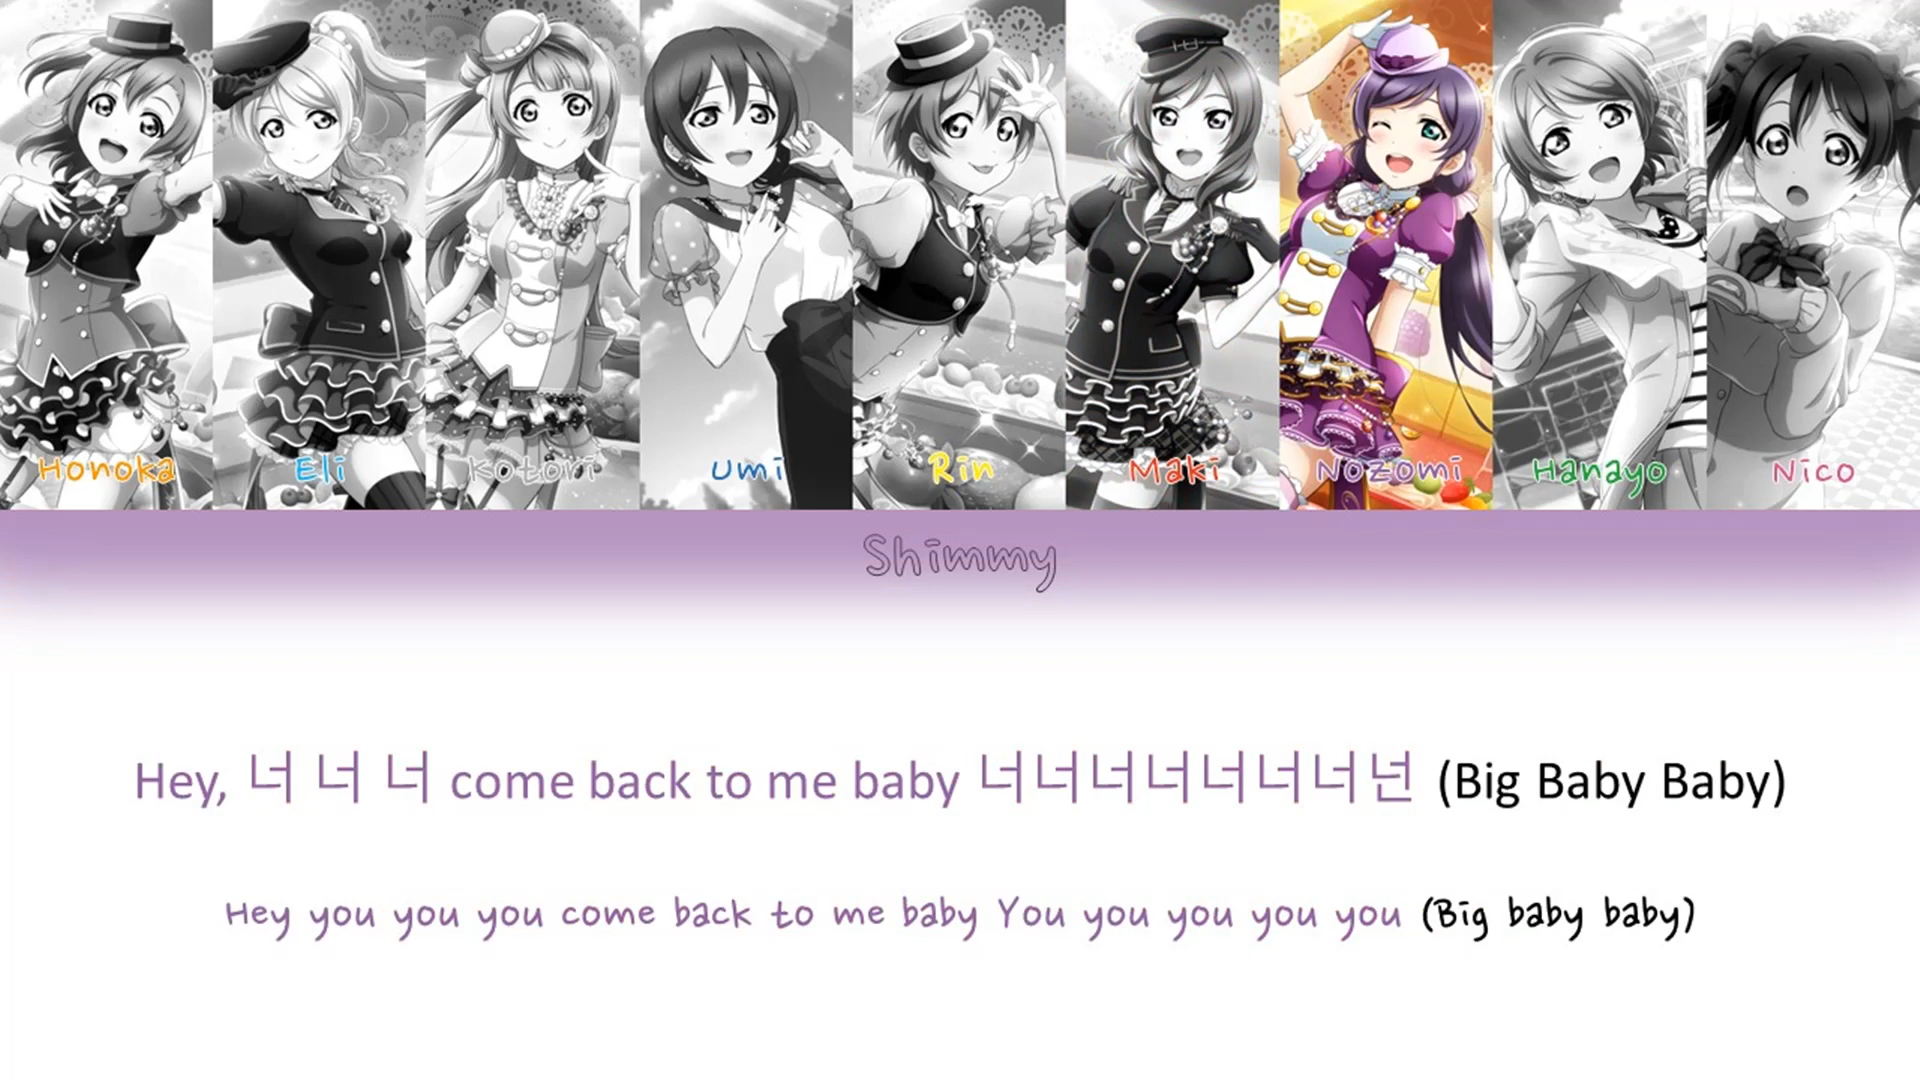 Honoka Eli Kotori Umi Rin Maki Nozomi Hanayo Nico
Shimmy
Hey, 너 너 너 come back to me baby 너너너너너너너넌 (Big Baby Baby)
Hey you you you come back to me baby You you you you you (Big baby baby)